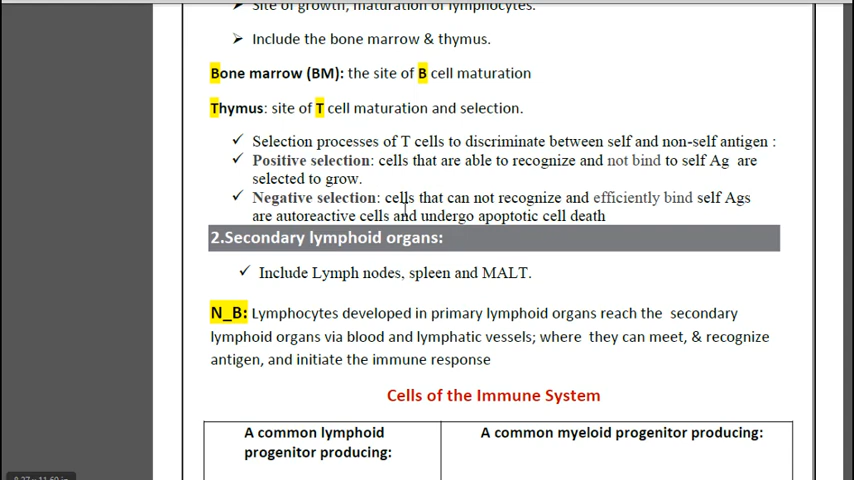 Site of growth, maturation of lymphocytes.
➢ Include the bone marrow & thymus.
Bone marrow (BM): the site of B cell maturation
Thymus: site of T cell maturation and selection.
✓ Selection processes of T cells to discriminate between self and non-self antigen :
✓ Positive selection: cells that are able to recognize and not bind to self Ag are
selected to grow.
✓ Negative selection: cells that can not recognize and efficiently bind self Ags
are autoreactive cells and undergo apoptotic cell death
2.Secondary lymphoid organs:
✓ Include Lymph nodes, spleen and MALT.
N_B: Lymphocytes developed in primary lymphoid organs reach the secondary
lymphoid organs via blood and lymphatic vessels; where they can meet, & recognize
antigen, and initiate the immune response
Cells of the Immune System
A common lymphoid
progenitor producing:
A common myeloid progenitor producing: